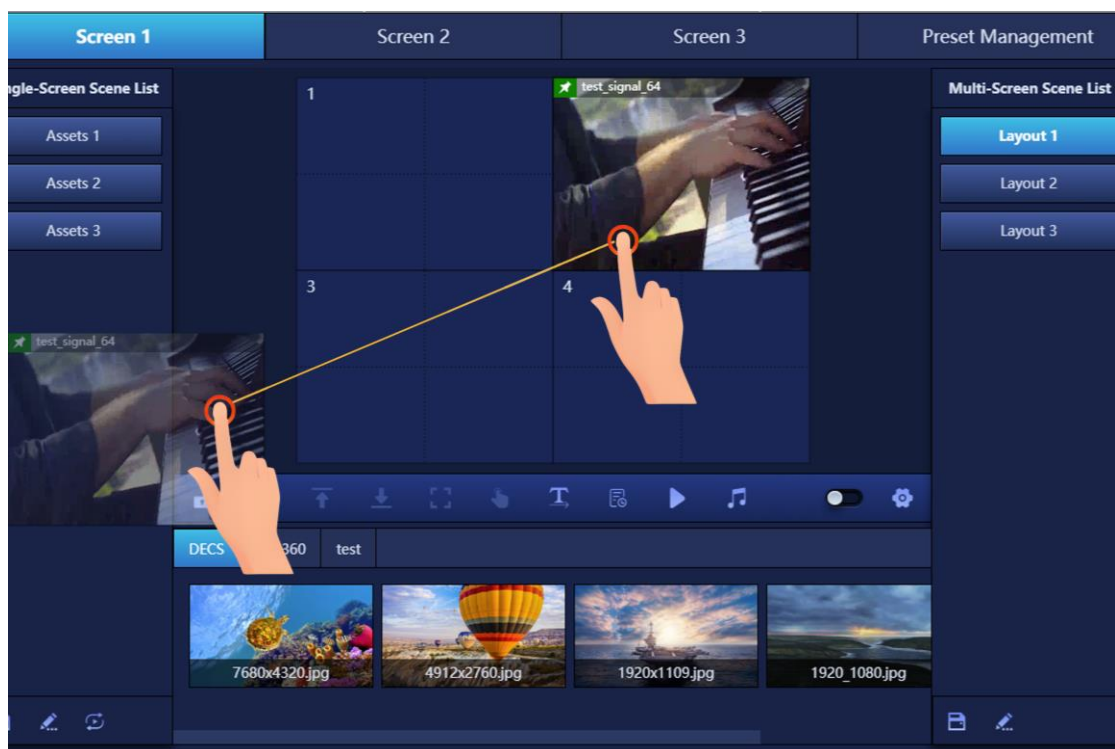 Screen 1
Screen 2
Screen 3
Preset Management
ngle-Screen Scene List
Assets 1
Assets 2
Assets 3
1
test_signal_64
3
4
test_signal_64
Multi-Screen Scene List
Layout 1
Layout 2
Layout 3
DECS
360
test
7680x4320.jpg
4912x2760.jpg
1920x1109.jpg
1920_1080.jpg